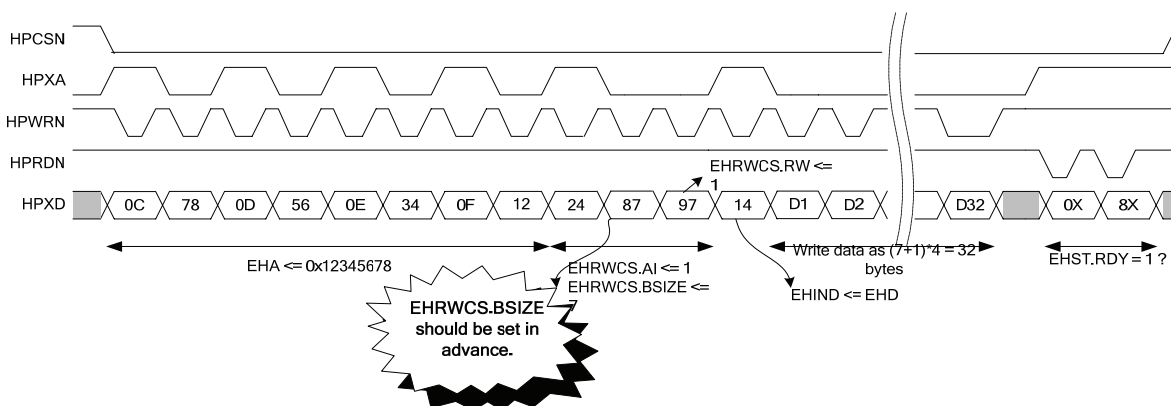 HPCSN
HPXA
HPWRN
HPRDN
EHRWCS.RW <=
1
HPXD
0C 78 0D 56 0E 34 0F 12 24 87 97 14 D1 D2 D32 0X 8X
EHA <= 0x12345678
EHRWCS.AI <= 1
EHRWCS.BSIZE <=
7
Write data as (7+1)*4 = 32
bytes
EHST.RDY = 1 ?
EHIND <= EHD
EHRWCS.BSIZE
should be set in
advance.